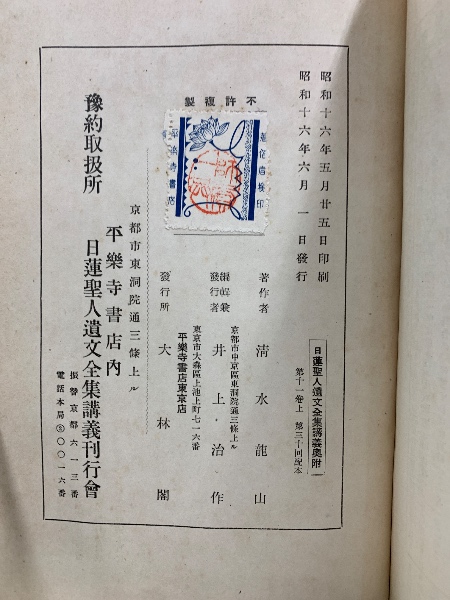 昭和十六年五月廿五日印刷
昭和十六年六月一日發行
不許複製
平樂寺書店
日蓮聖人遺文全集講義奧附
第十一卷上 第三十回配本
著作者 清水龍山
京都市中京區東洞院通三條上ル
編輯兼發行者 井上治作
東京市大森區上池上町七一六番
平樂寺書店東京店
發行所 大林閣
京都市東洞院通三條上ル
平樂寺書店內
豫約取扱所 日蓮聖人遺文全集講義刊行會
振替京都六一三番
電話本局⑤〇〇一六番